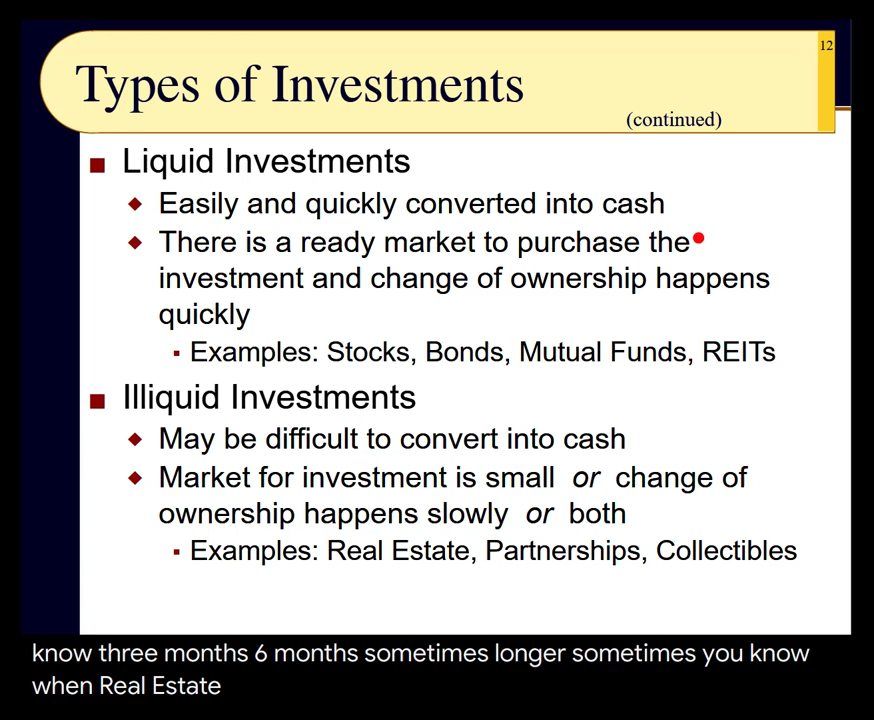 12
Types of Investments
(continued)
Liquid Investments
Easily and quickly converted into cash
There is a ready market to purchase the
investment and change of ownership happens
quickly
Examples: Stocks, Bonds, Mutual Funds, REITs
Illiquid Investments
May be difficult to convert into cash
Market for investment is small or change of
ownership happens slowly or both
Examples: Real Estate, Partnerships, Collectibles
know three months 6 months sometimes longer sometimes you know
when Real Estate